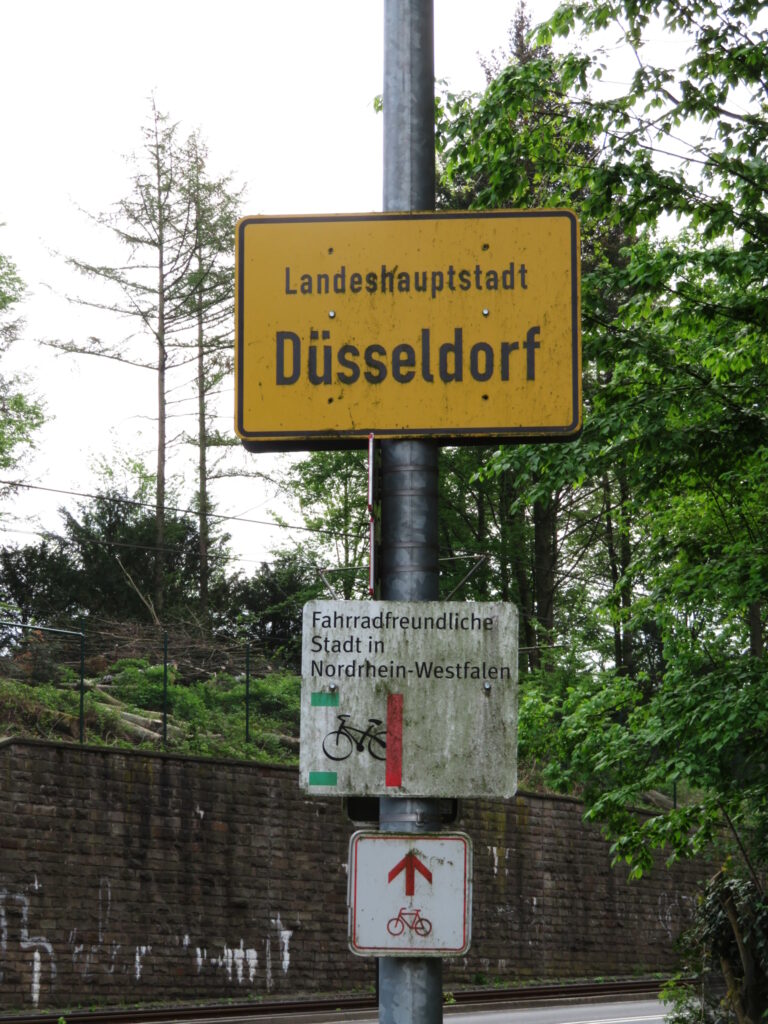 Landeshauptstadt
Düsseldorf
Fahrradfreundliche
Stadt in
Nordrhein-Westfalen